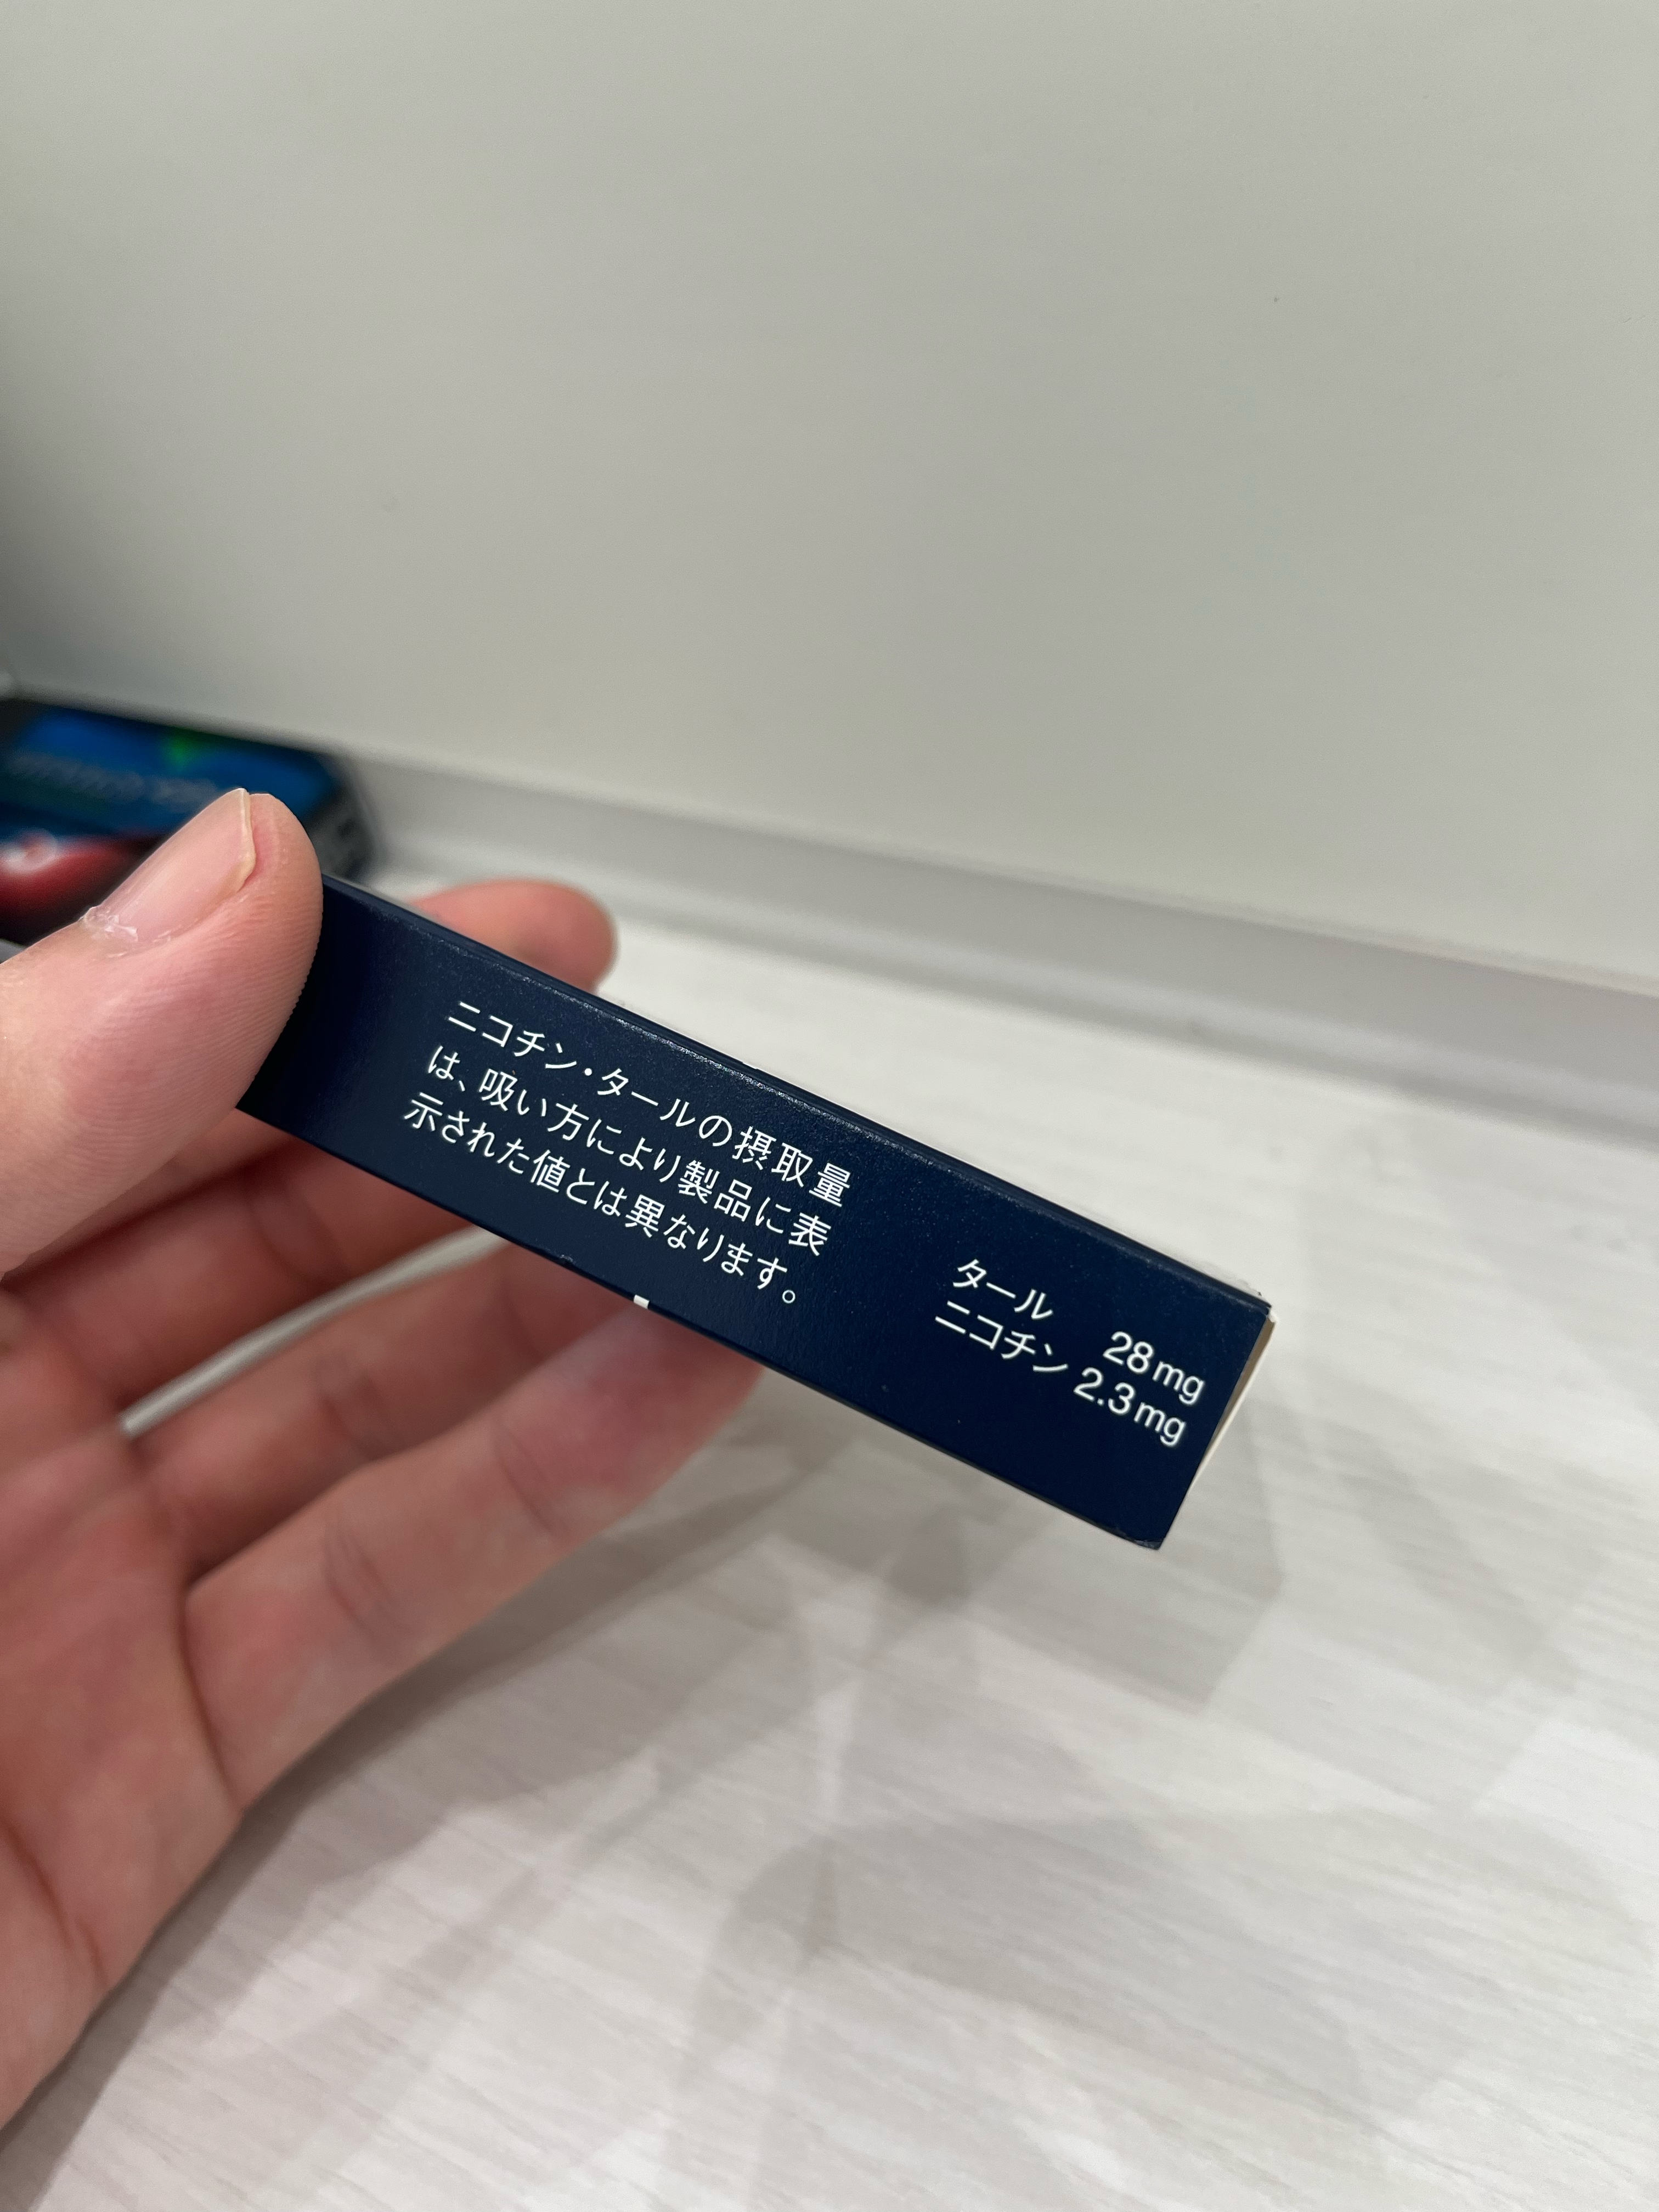 ニコチン・タールの摂取量
は、吸い方により製品に表
示された値とは異なります。
タール 28mg
ニコチン 2.3mg